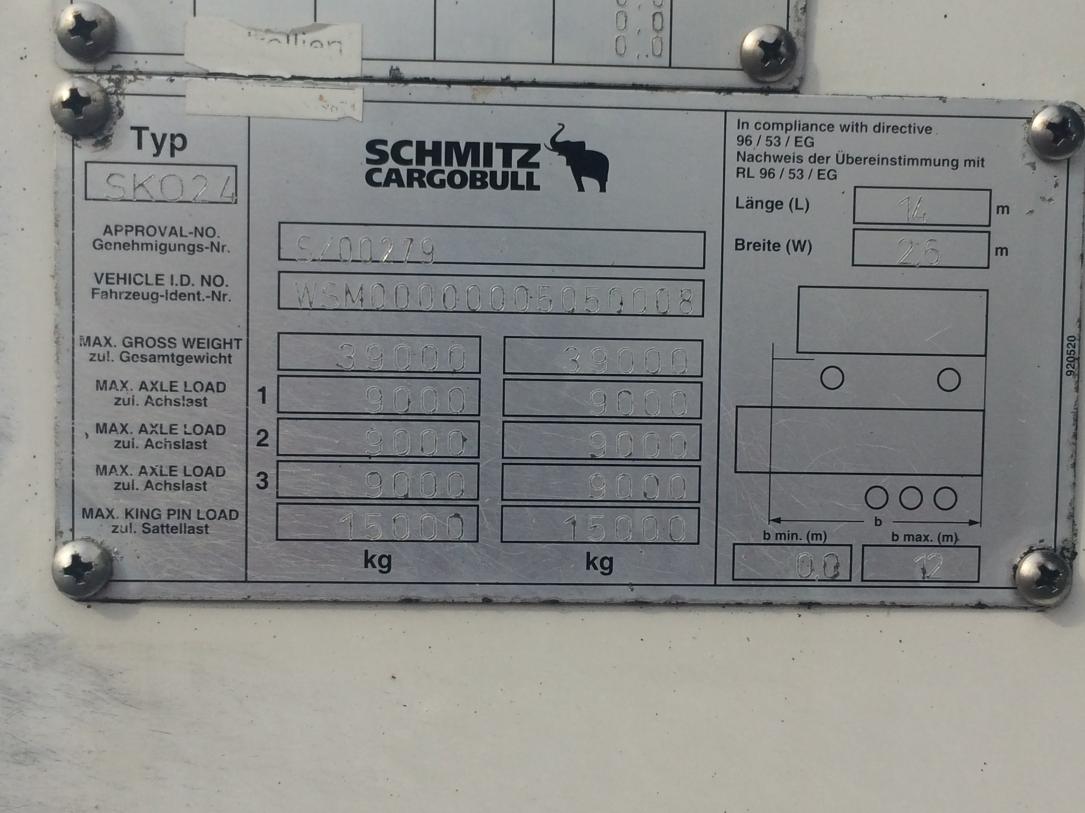 0.0
0.0
Typ
SKO24
SCHMITZ
CARGOBULL
In compliance with directive
96 / 53 / EG
Nachweis der Übereinstimmung mit
RL 96 / 53 / EG
Länge (L) 14 m
Breite (W) 2.6 m
APPROVAL-NO.
Genehmigungs-Nr.
VEHICLE I.D. NO.
Fahrzeug-Ident.-Nr. WSM00000005050008
MAX. GROSS WEIGHT
zul. Gesamtgewicht 39000 39000
MAX. AXLE LOAD
zul. Achslast 1 9000 9000
MAX. AXLE LOAD
zul. Achslast 2 9000 9000
MAX. AXLE LOAD
zul. Achslast 3 9000 9000
MAX. KING PIN LOAD
zul. Sattellast 15000 15000
kg kg
b
b min. (m) b max. (m)
0.0 12
920520